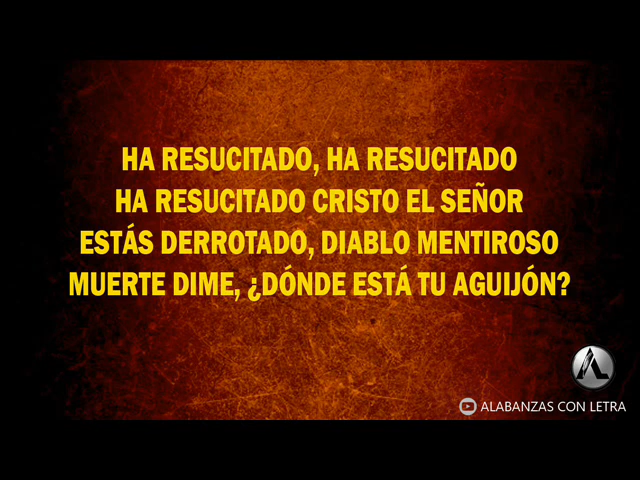 HA RESUCITADO, HA RESUCITADO
HA RESUCITADO CRISTO EL SEÑOR
ESTÁS DERROTADO, DIABLO MENTIROSO
MUERTE DIME, ¿DÓNDE ESTÁ TU AGUIJÓN?
ALABANZAS CON LETRA